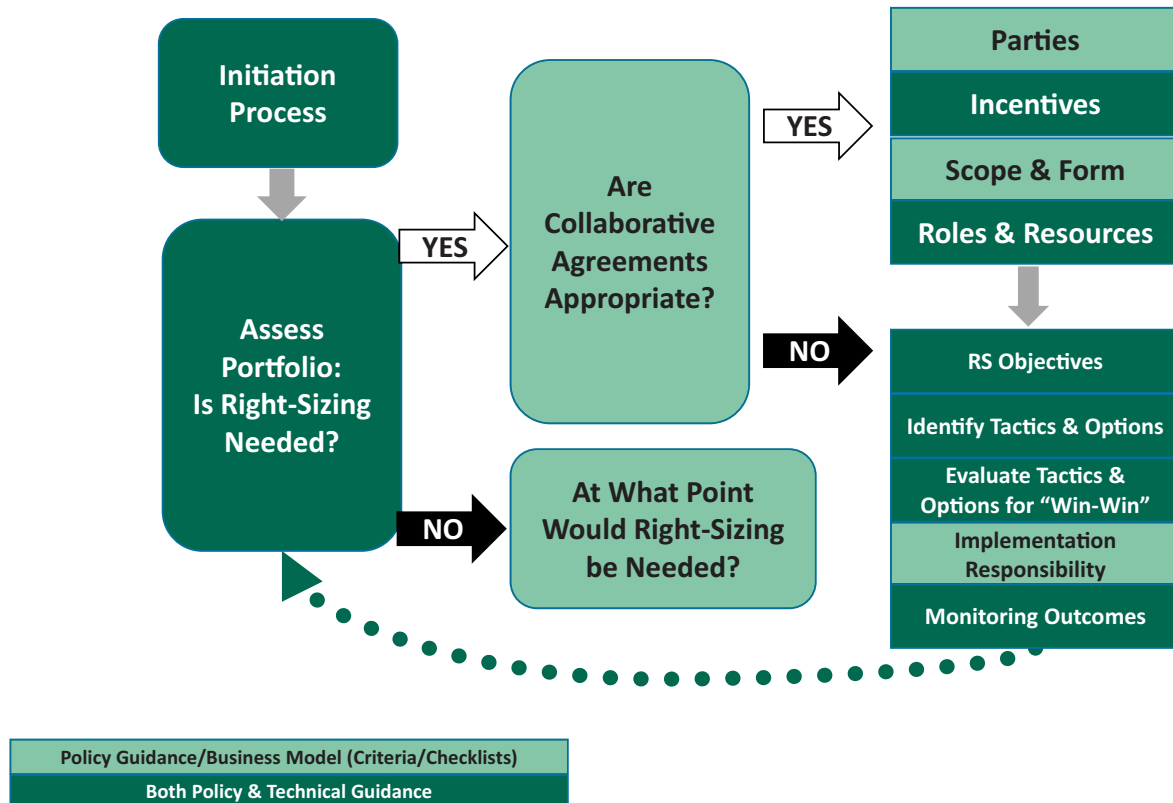 Initiation
Process
Assess
Portfolio:
Is Right-Sizing
Needed?
YES
NO
Are
Collaborative
Agreements
Appropriate?
At What Point
Would Right-Sizing
be Needed?
YES
NO
Parties
Incentives
Scope & Form
Roles & Resources
RS Objectives
Identify Tactics & Options
Evaluate Tactics &
Options for “Win-Win”
Implementation
Responsibility
Monitoring Outcomes
Policy Guidance/Business Model (Criteria/Checklists)
Both Policy & Technical Guidance